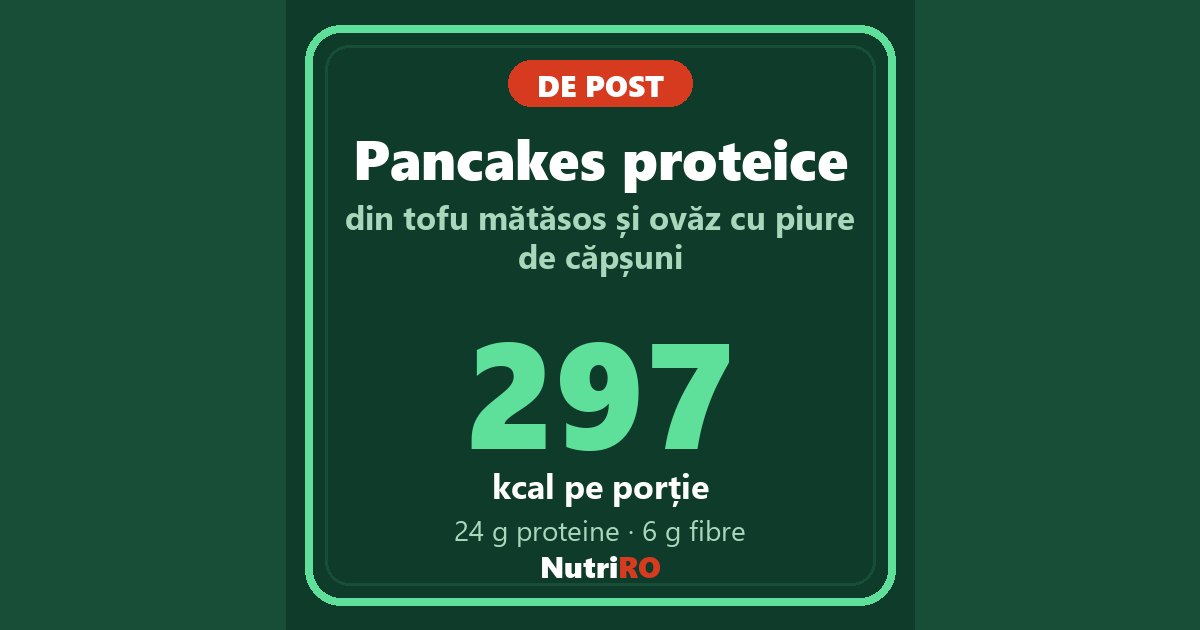 DE POST
Pancakes proteice
din tofu mătăsos și ovăz cu piure
de căpșuni
297
kcal pe porție
24 g proteine · 6 g fibre
NutriRO